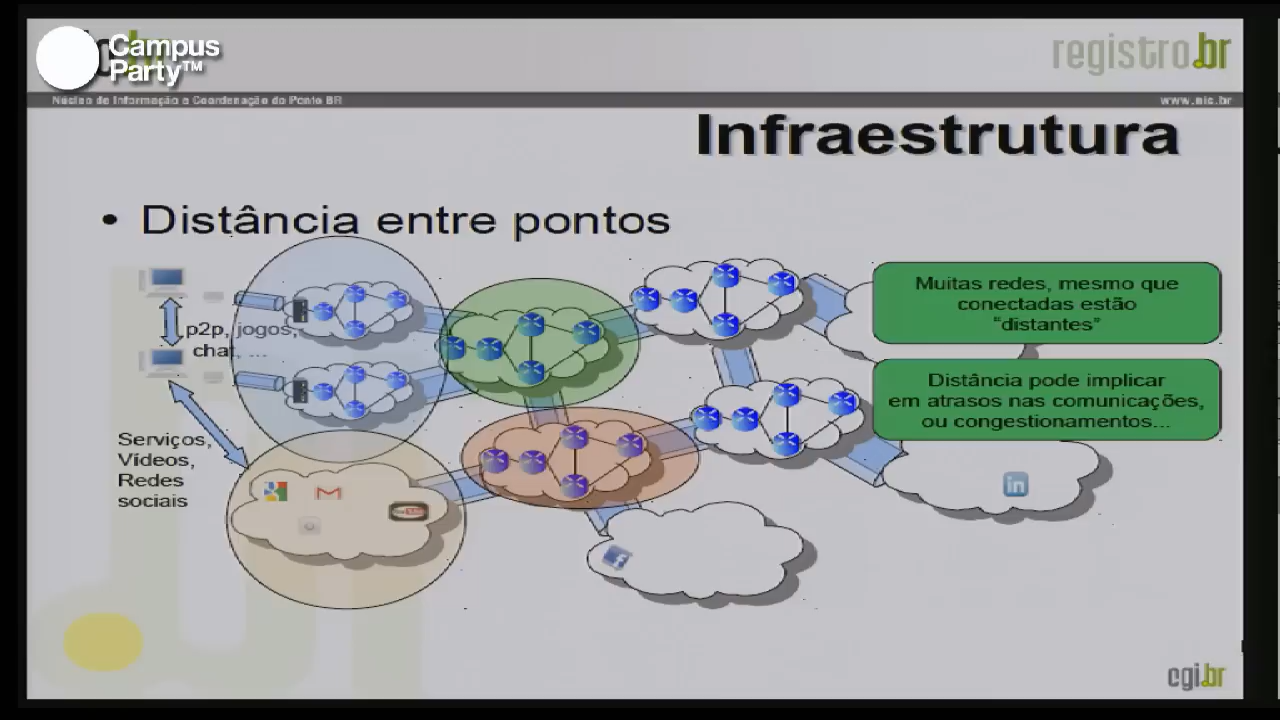 Campus
Party™
registro.br
Núcleo de Informação e Coordenação do Ponto BR
www.nic.br
Infraestrutura
• Distância entre pontos
p2p, jogos,
chat, ...
Serviços,
Vídeos,
Redes
sociais
Muitas redes, mesmo que
conectadas estão
“distantes”
Distância pode implicar
em atrasos nas comunicações,
ou congestionamentos...
in
f
cgi.br